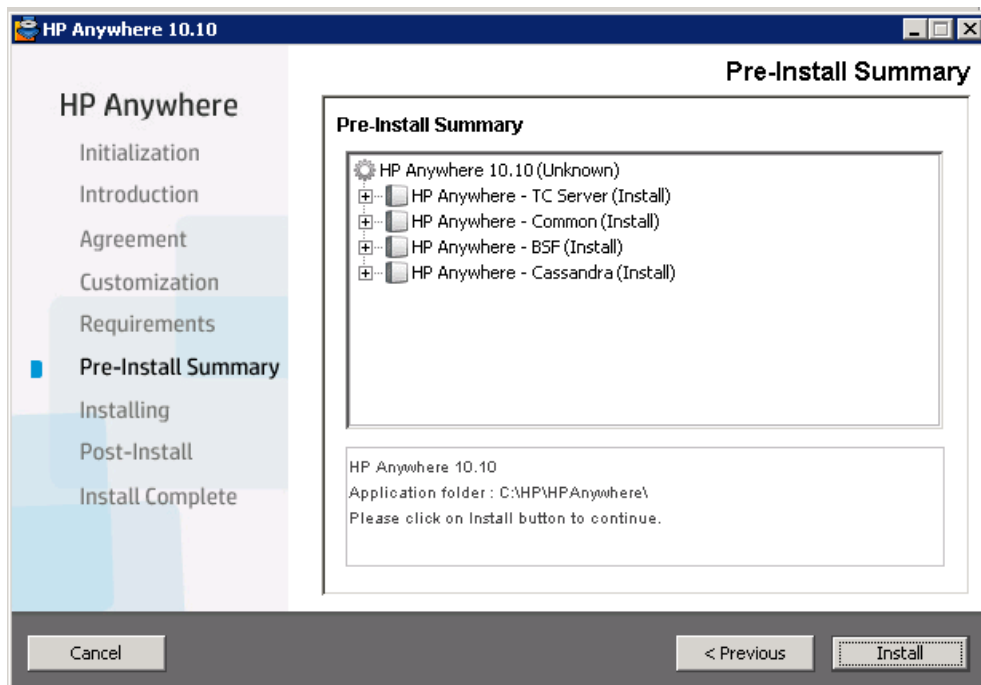 HP Anywhere 10.10
Pre-Install Summary
HP Anywhere
Initialization
Introduction
Agreement
Customization
Requirements
Pre-Install Summary
Installing
Post-Install
Install Complete
Pre-Install Summary
HP Anywhere 10.10 (Unknown)
HP Anywhere - TC Server (Install)
HP Anywhere - Common (Install)
HP Anywhere - BSF (Install)
HP Anywhere - Cassandra (Install)
HP Anywhere 10.10
Application folder : C:\HP\HPAnywhere\
Please click on Install button to continue.
Cancel
< Previous
Install